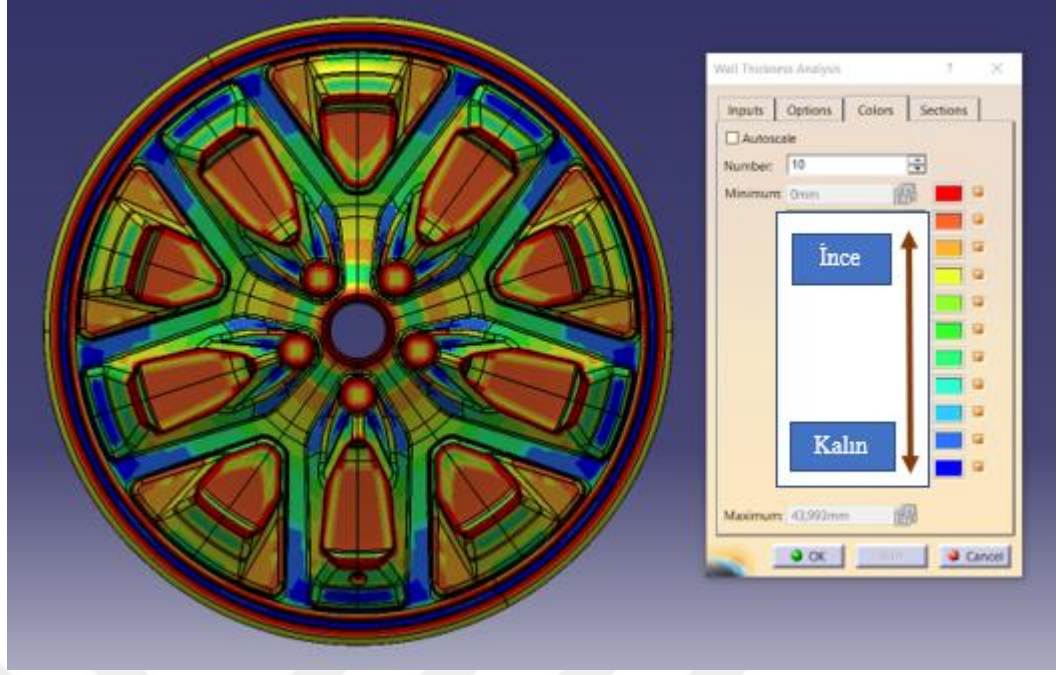 Wall Thickness Analysis ? ×
Inputs Options Colors Sections
Autoscale
Number: 10
Minimum: 0mm
İnce
Kalın
Maximum: 43,993mm
OK Cancel